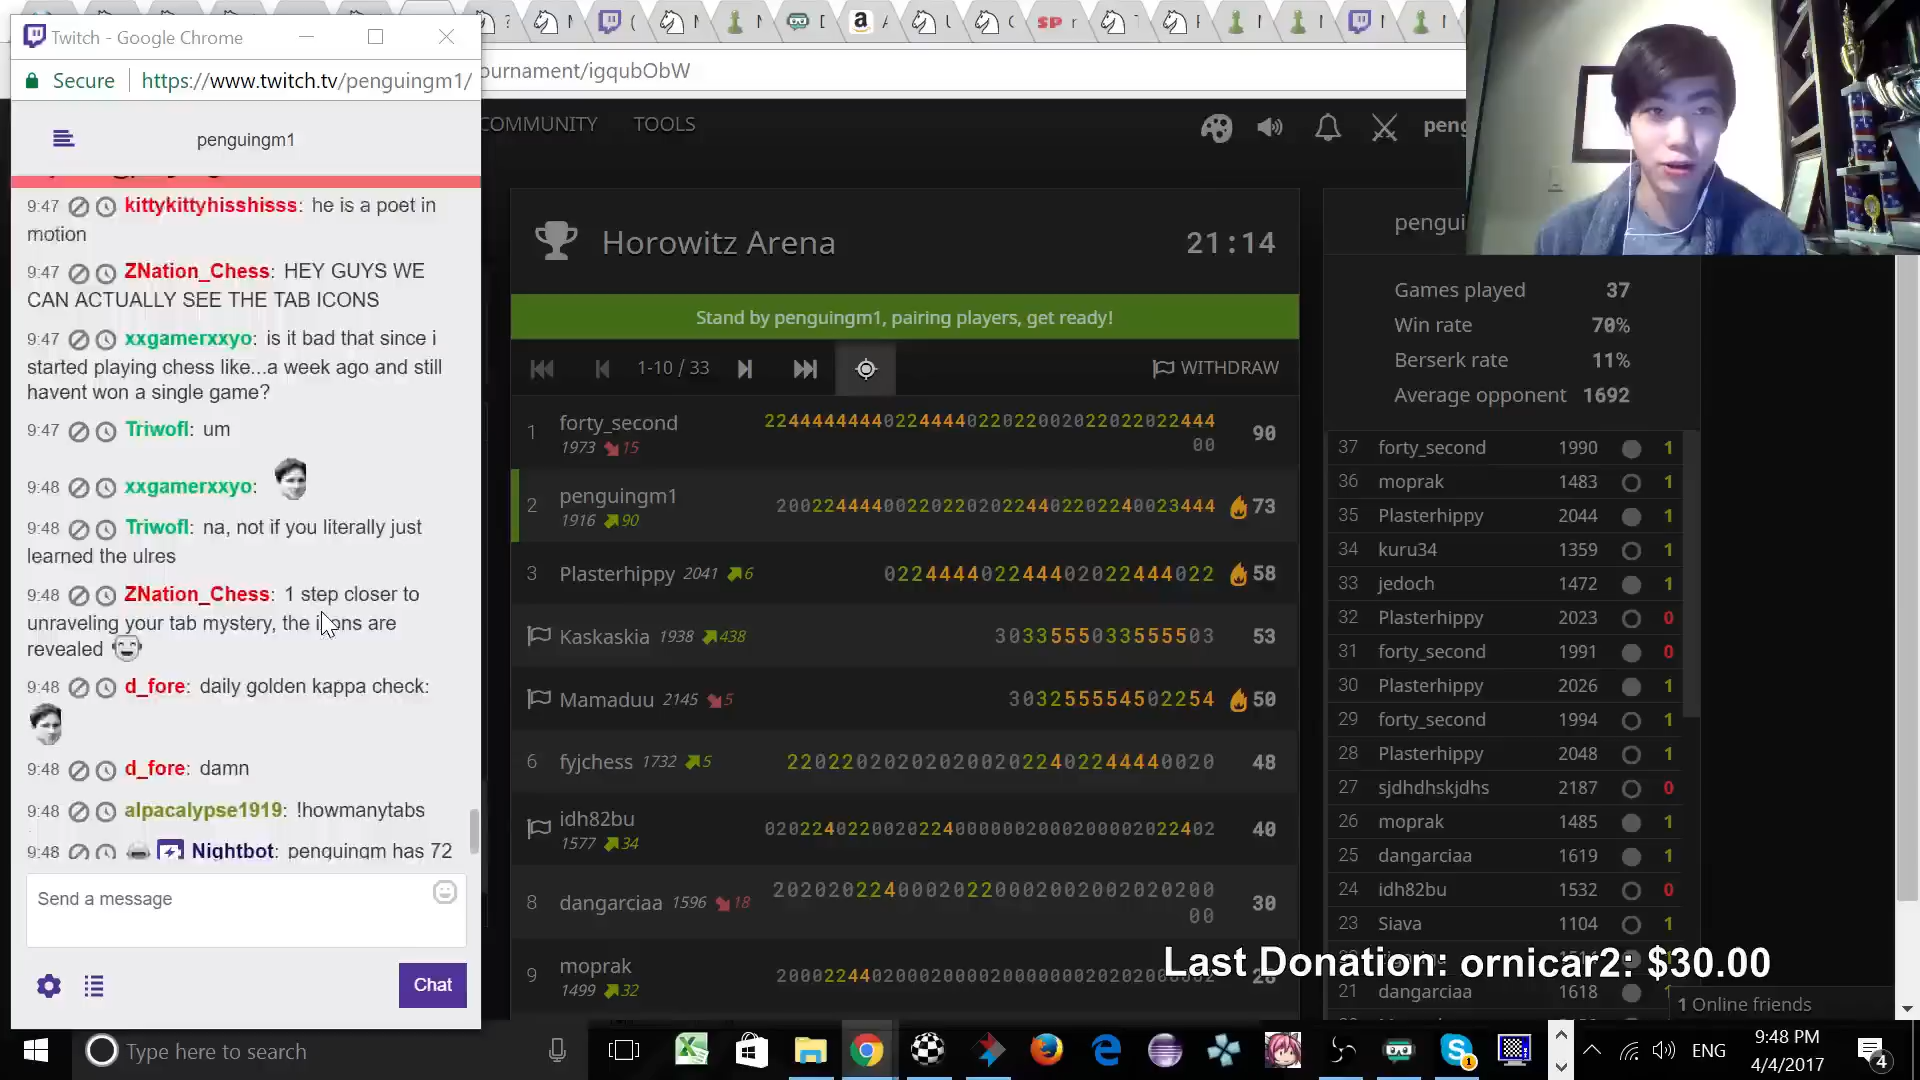 Twitch - Google Chrome
Secure https://www.twitch.tv/penguingm1/
ournament/igqubObW
penguingm1
9:47 kittykittyhisshisss: he is a poet in
motion
9:47 ZNation_Chess: HEY GUYS WE
CAN ACTUALLY SEE THE TAB ICONS
9:47 xxgamerxxyo: is it bad that since i
started playing chess like...a week ago and still
havent won a single game?
9:47 Triwofl: um
9:48 xxgamerxxyo:
9:48 Triwofl: na, not if you literally just
learned the ulres
9:48 ZNation_Chess: 1 step closer to
unraveling your tab mystery, the icons are
revealed
9:48 d_fore: daily golden kappa check:
9:48 d_fore: damn
9:48 alpacalypse1919: !howmanytabs
9:48 Nightbot: penguingm has 72
Send a message
Chat
COMMUNITY TOOLS
peng
Horowitz Arena 21:14
Stand by penguingm1, pairing players, get ready!
1-10 / 33 WITHDRAW
1 forty_second 1973 15 2244444444022444402202200202202202244400 90
2 penguingm1 1916 90 73
3 Plasterhippy 2041 6 022444402244402022444022 58
Kaskaskia 1938 438 3033555033555503 53
Mamaduu 2145 5 303255554502254 50
6 fyjchess 1732 5 48
idh82bu 1577 34 40
8 dangarciaa 1596 18 30
9 moprak 1499 32
pengui
Games played 37
Win rate 70%
Berserk rate 11%
Average opponent 1692
37 forty_second 1990 1
36 moprak 1483 1
35 Plasterhippy 2044 1
34 kuru34 1359 1
33 jedoch 1472 1
32 Plasterhippy 2023 0
31 forty_second 1991 0
30 Plasterhippy 2026 1
29 forty_second 1994 1
28 Plasterhippy 2048 1
27 sjdhdhskjdhs 2187 0
26 moprak 1485 1
25 dangarciaa 1619 1
24 idh82bu 1532 0
23 Siava 1104 1
Last Donation: ornicar2: $30.00
21 dangarciaa 1618 1
1 Online friends
Type here to search
ENG
9:48 PM
4/4/2017
4